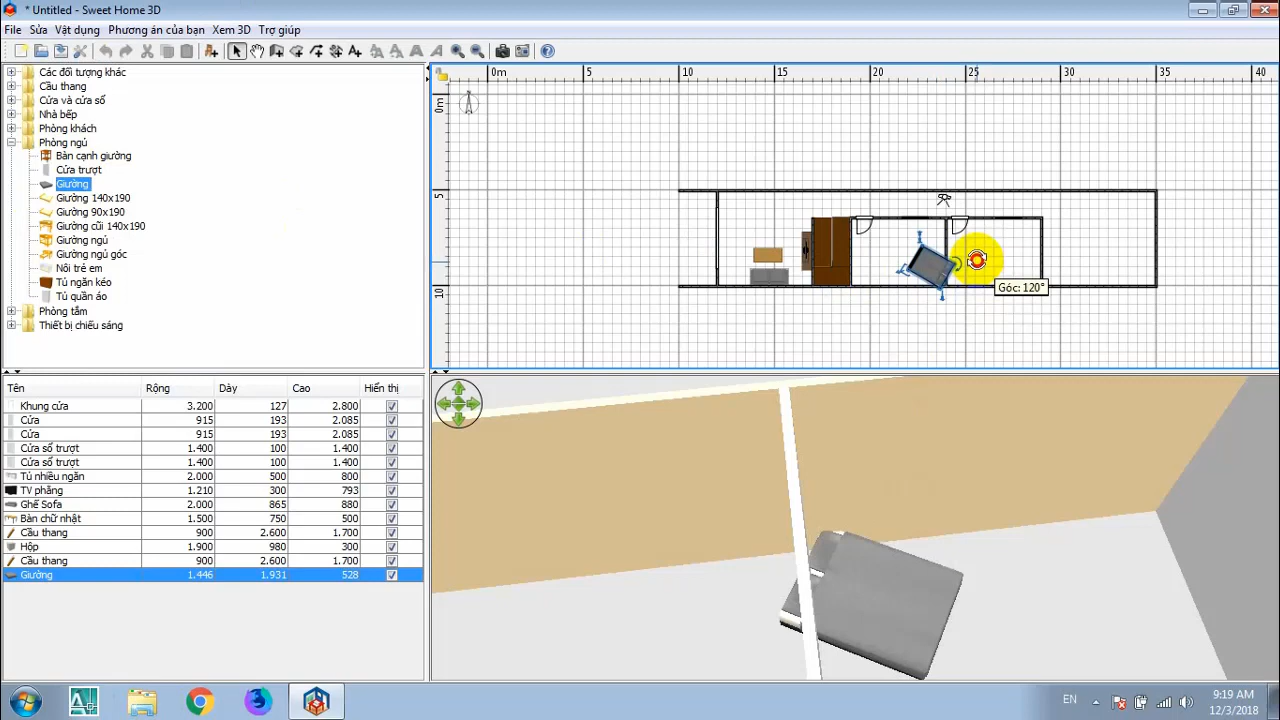 * Untitled - Sweet Home 3D
File Sửa Vật dụng Phương án của bạn Xem 3D Trợ giúp
0m 5 10 15 20 25 30 35 40
0m
5
10
Các đối tượng khác
Cầu thang
Cửa và cửa sổ
Nhà bếp
Phòng khách
Phòng ngủ
Bàn cạnh giường
Cửa trượt
Giường
Giường 140x190
Giường 90x190
Giường cũi 140x190
Giường ngủ
Giường ngủ góc
Nôi trẻ em
Tủ ngăn kéo
Tủ quần áo
Phòng tắm
Thiết bị chiếu sáng
Góc: 120°
Tên Rộng Dày Cao Hiển thị
Khung cửa 3.200 127 2.800
Cửa 915 193 2.085
Cửa 915 193 2.085
Cửa sổ trượt 1.400 100 1.400
Cửa sổ trượt 1.400 100 1.400
Tủ nhiều ngăn 2.000 500 800
TV phẳng 1.210 300 793
Ghế Sofa 2.000 865 880
Bàn chữ nhật 1.500 750 500
Cầu thang 900 2.600 1.700
Hộp 1.900 980 300
Cầu thang 900 2.600 1.700
Giường 1.446 1.931 528
EN
9:19 AM
12/3/2018